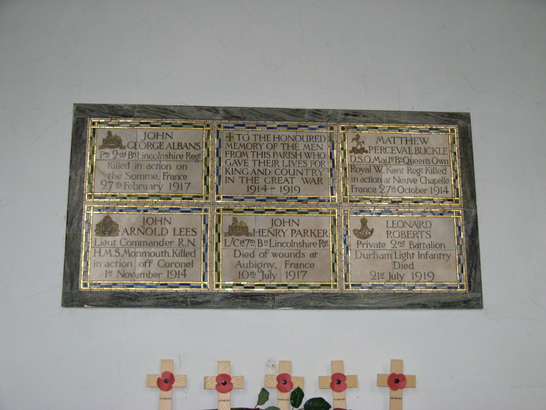 JOHN
GEORGE ALBANS
Pte 2nd Btn Lincolnshire Regt
Killed in action on
the Somme, France
27th February 1917
✠ TO THE HONOURED
MEMORY OF THE MEN
FROM THIS PARISH WHO
GAVE THEIR LIVES FOR
KING AND COUNTRY
IN THE GREAT WAR
1914 - 1919
MATTHEW
PERCEVAL BUCKLE
D.S.O. Maj 1st Bn Queen's Own
Royal W. Kent Regt Killed
in action at Neuve Chapelle
France 27th October 1914
JOHN
ARNOLD LEES
Lieut Commander R.N.
H.M.S. Monmouth, Killed
in action off Coronel
1st November 1914
JOHN
HENRY PARKER
L/Cpl 7th Bn Lincolnshire Rgt
Died of wounds at
Aubigny, France
10th July 1917
LEONARD
ROBERTS
Private 2nd Battalion
Durham Light Infantry
Died
21st July 1919